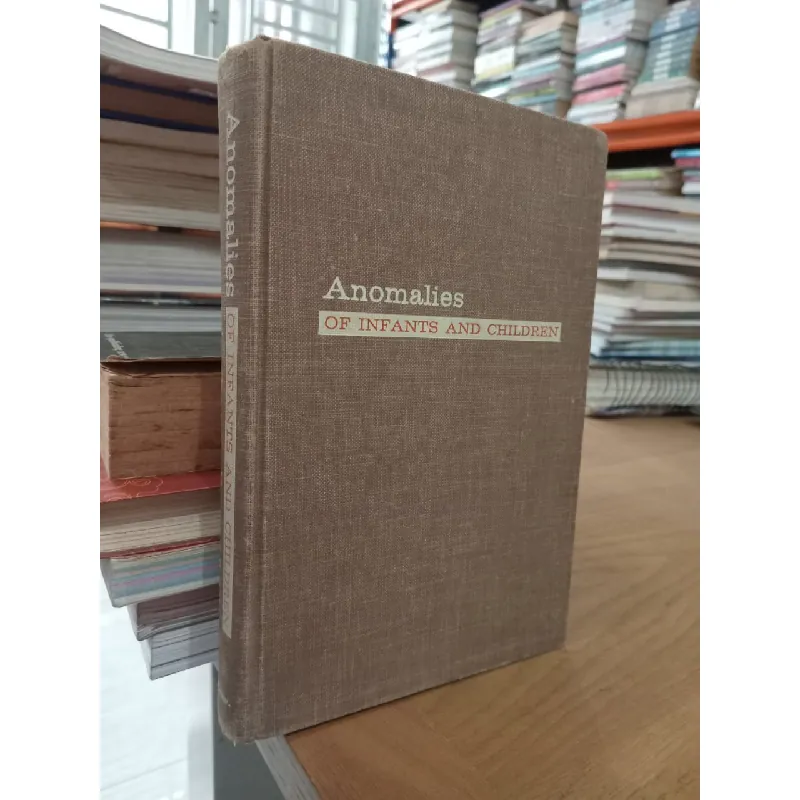 Anomalies
OF INFANTS AND CHILDREN
Anomalies OF INFANTS AND CHILDREN